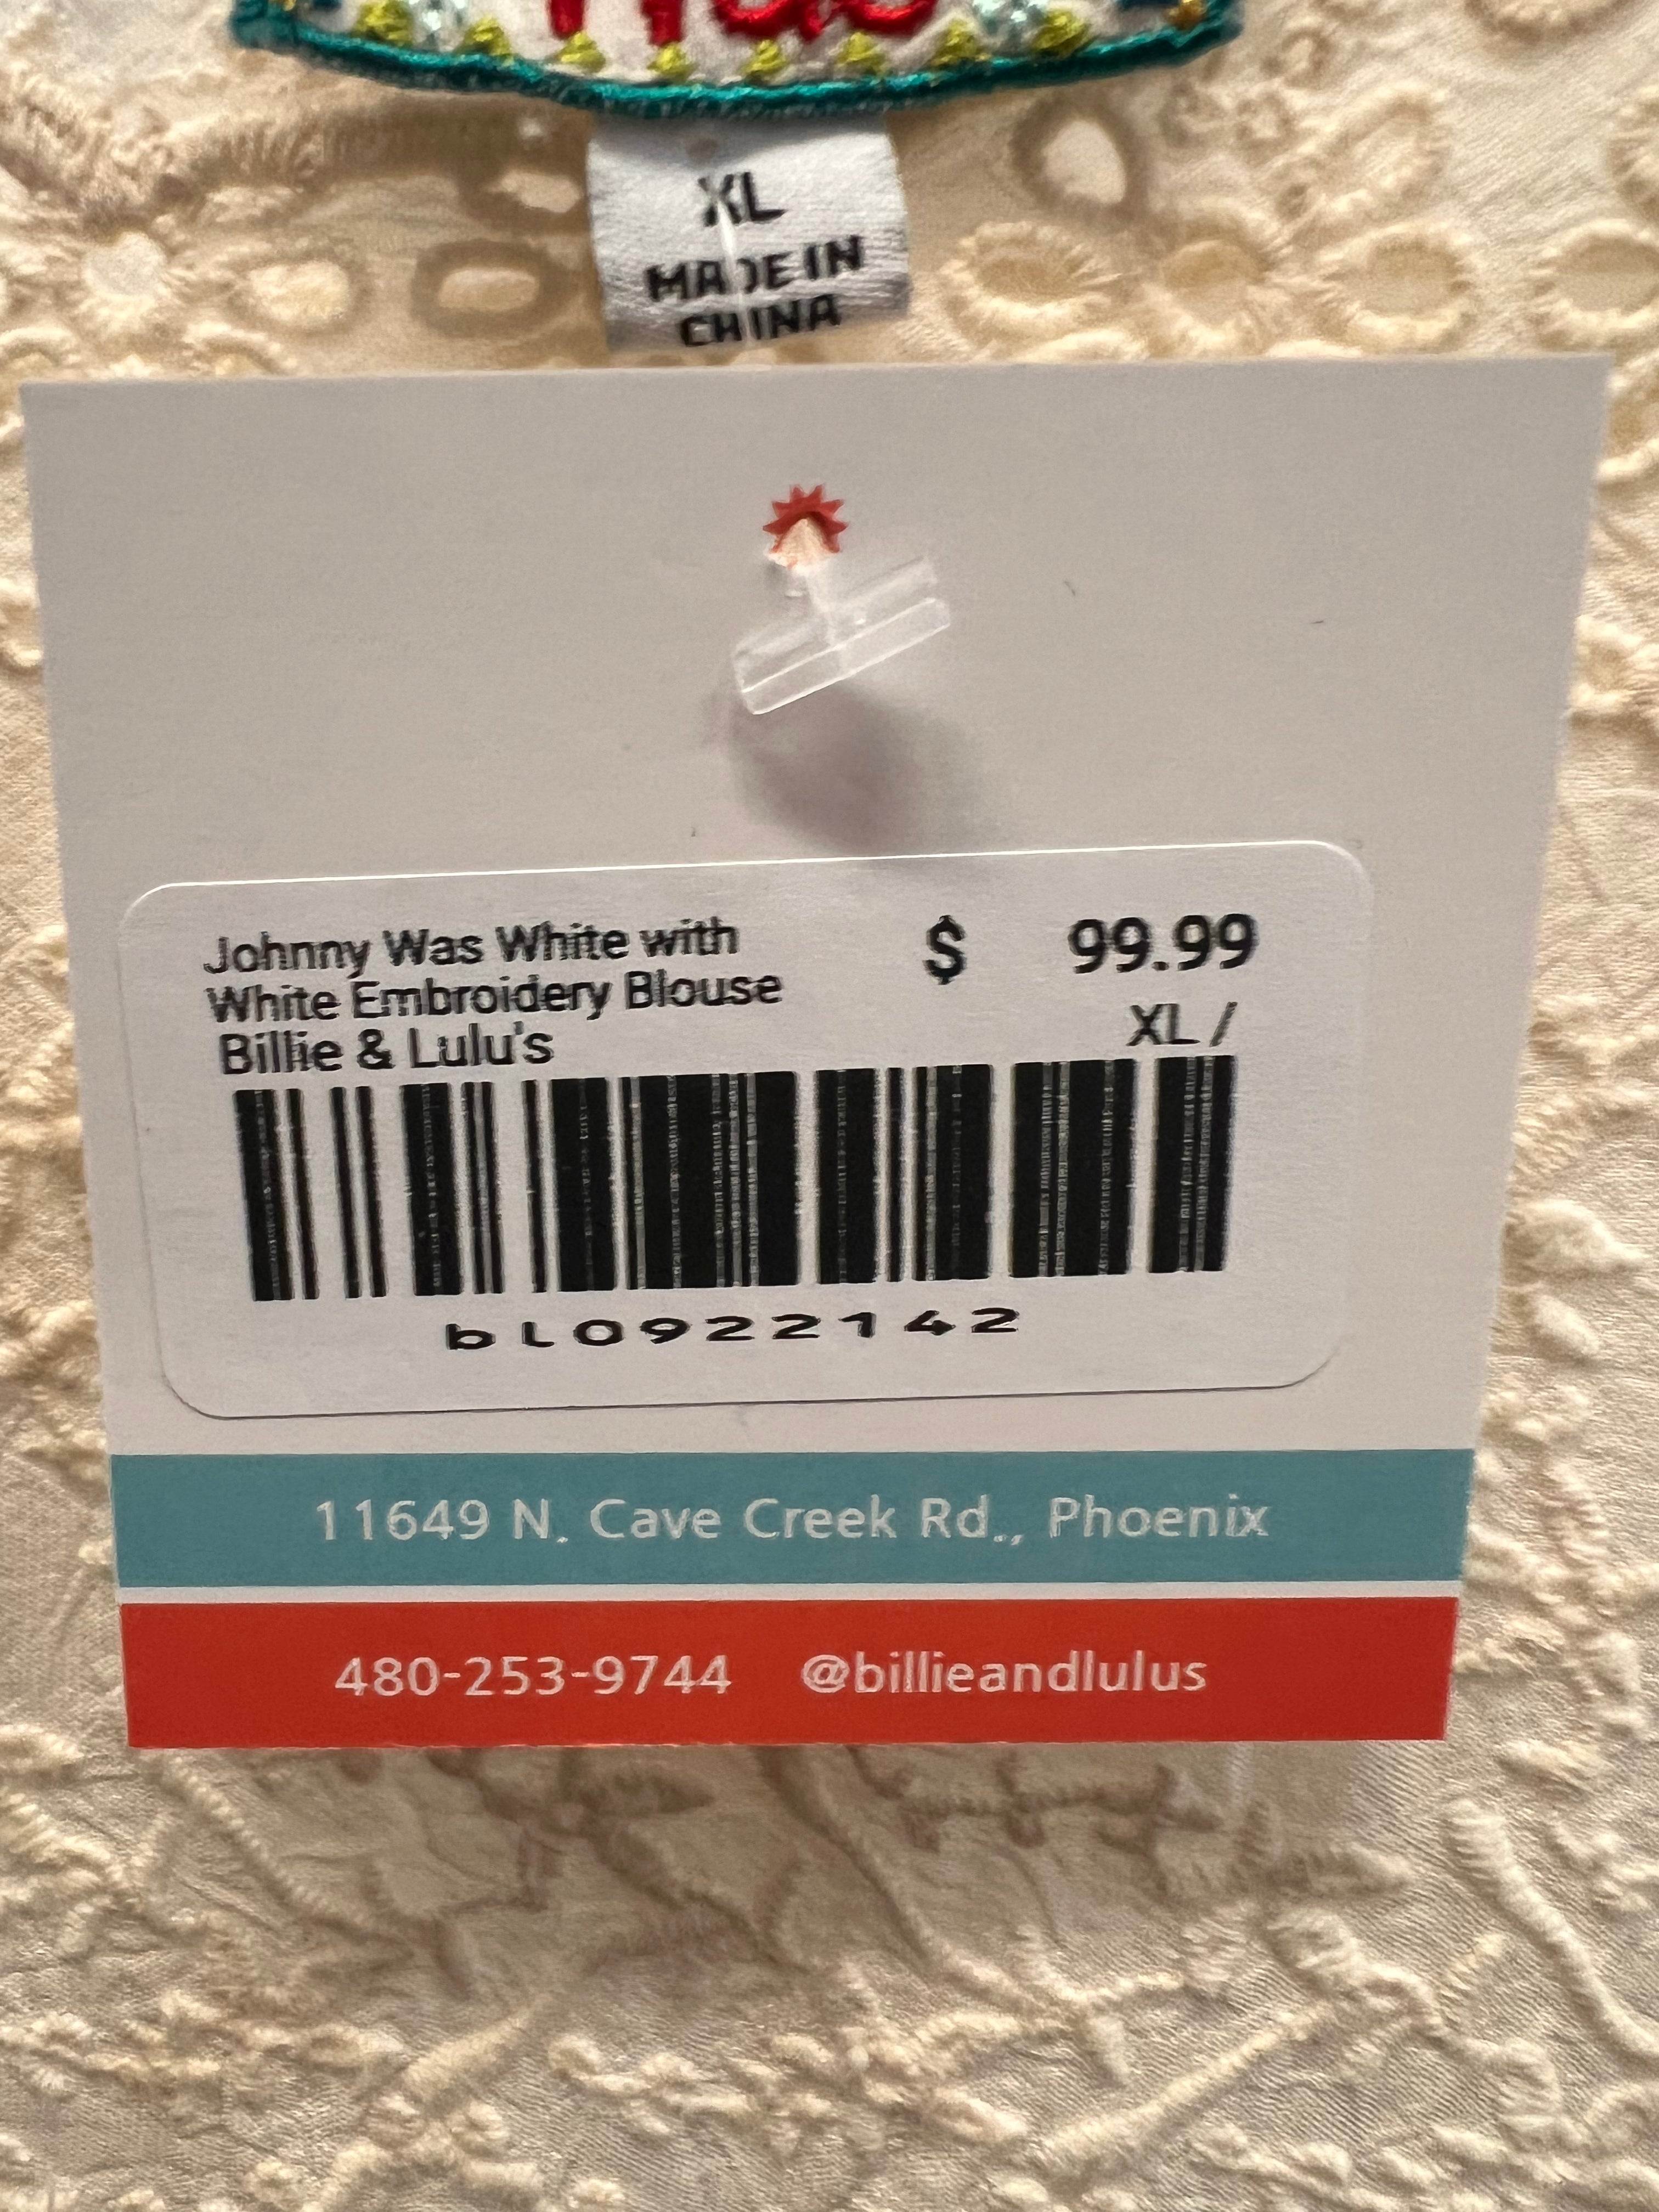 Was
XL
MADE IN
CHINA
Johnny Was White with
White Embroidery Blouse
Billie & Lulu's
$ 99.99
XL /
bL0922142
11649 N. Cave Creek Rd., Phoenix
480-253-9744 @billieandlulus